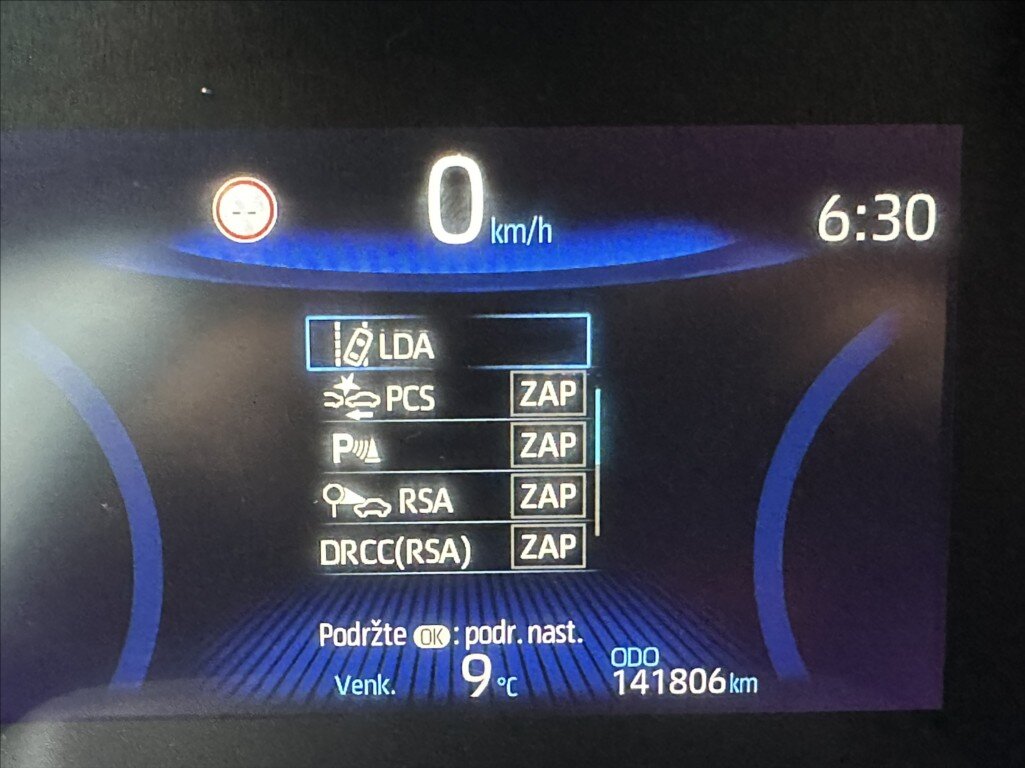 0 km/h
6:30
LDA
PCS ZAP
P ZAP
RSA ZAP
DRCC(RSA) ZAP
Podržte OK : podr. nast.
Venk. 9 °C
ODO
141806 km